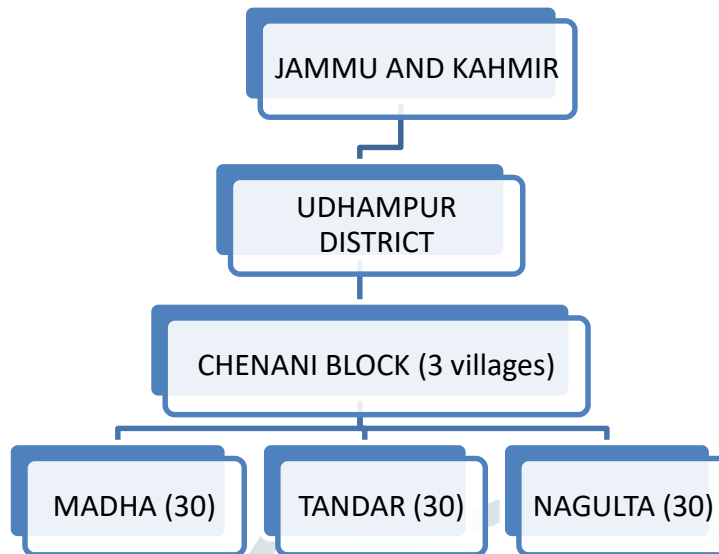 JAMMU AND KAHMIR
UDHAMPUR
DISTRICT
CHENANI BLOCK (3 villages)
MADHA (30)
TANDAR (30)
NAGULTA (30)